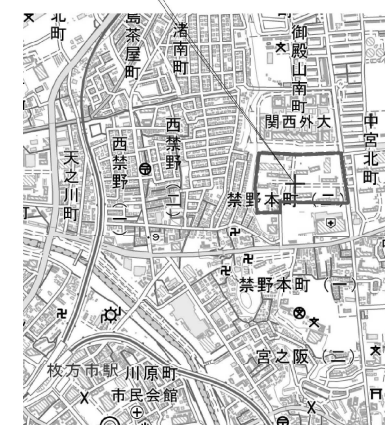 北町
島茶屋町
渚南町
御殿山南町
関西外大
中宮北町
西禁野(二)
西禁野(一)
天之川町
禁野本町(二)
禁野本町(一)
宮之阪(三)
枚方市駅
川原町
市民会館